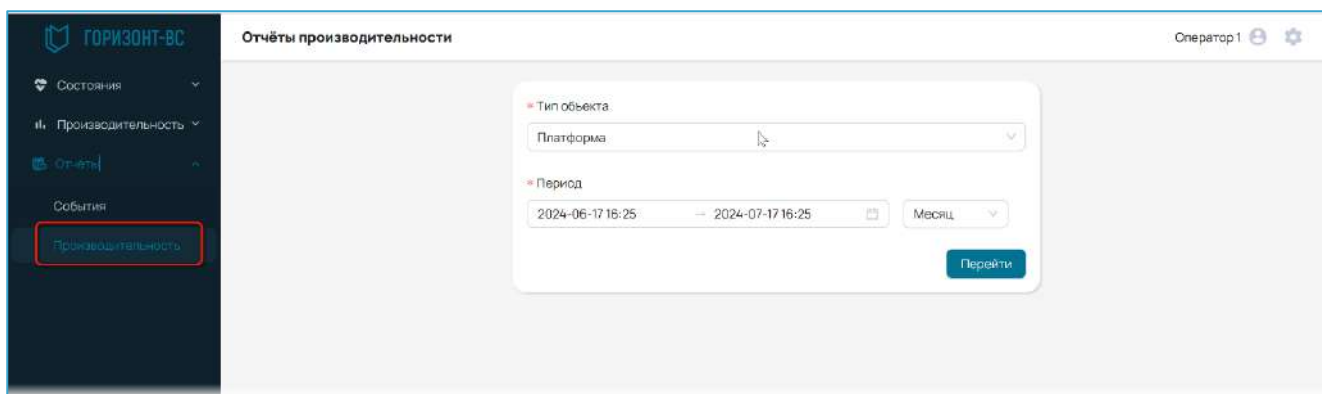 ГОРИЗОНТ-ВС
Состояния
Производительность
Отчёты
События
Производительность
Отчёты производительности
Оператор 1
* Тип объекта
Платформа
* Период
2024-06-17 16:25 → 2024-07-17 16:25 Месяц
Перейти